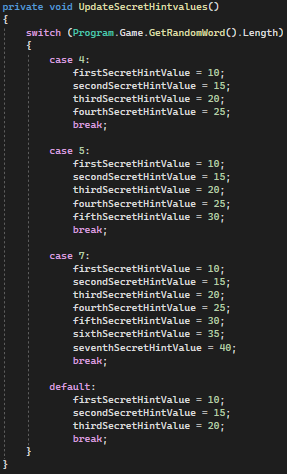 private void UpdateSecretHintvalues()
{
switch (Program.Game.GetRandomWord().Length)
{
case 4:
firstSecretHintValue = 10;
secondSecretHintValue = 15;
thirdSecretHintValue = 20;
fourthSecretHintValue = 25;
break;
case 5:
firstSecretHintValue = 10;
secondSecretHintValue = 15;
thirdSecretHintValue = 20;
fourthSecretHintValue = 25;
fifthSecretHintValue = 30;
break;
case 7:
firstSecretHintValue = 10;
secondSecretHintValue = 15;
thirdSecretHintValue = 20;
fourthSecretHintValue = 25;
fifthSecretHintValue = 30;
sixthSecretHintValue = 35;
seventhSecretHintValue = 40;
break;
default:
firstSecretHintValue = 10;
secondSecretHintValue = 15;
thirdSecretHintValue = 20;
break;
}
}